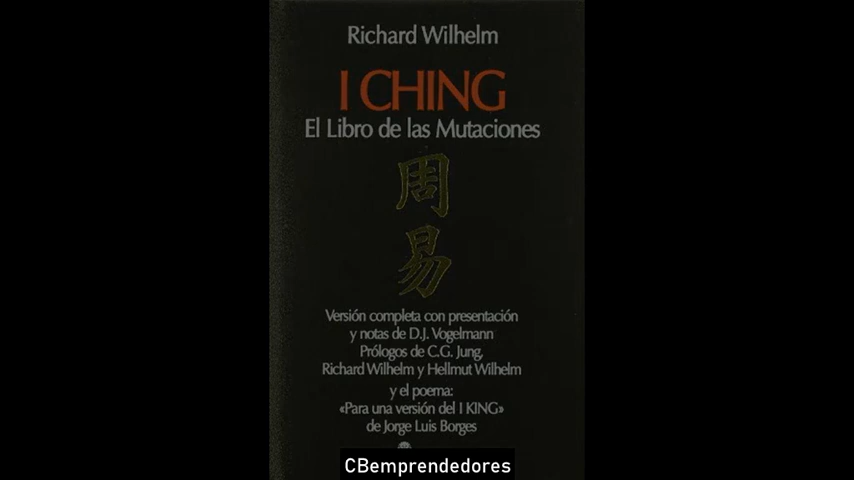 Richard Wilhelm
I CHING
El Libro de las Mutaciones
周
易
Versión completa con presentación
y notas de D.J. Vogelmann
Prólogos de C.G. Jung,
Richard Wilhelm y Hellmut Wilhelm
y el poema:
«Para una versión del I KING»
de Jorge Luis Borges
CBemprendedores